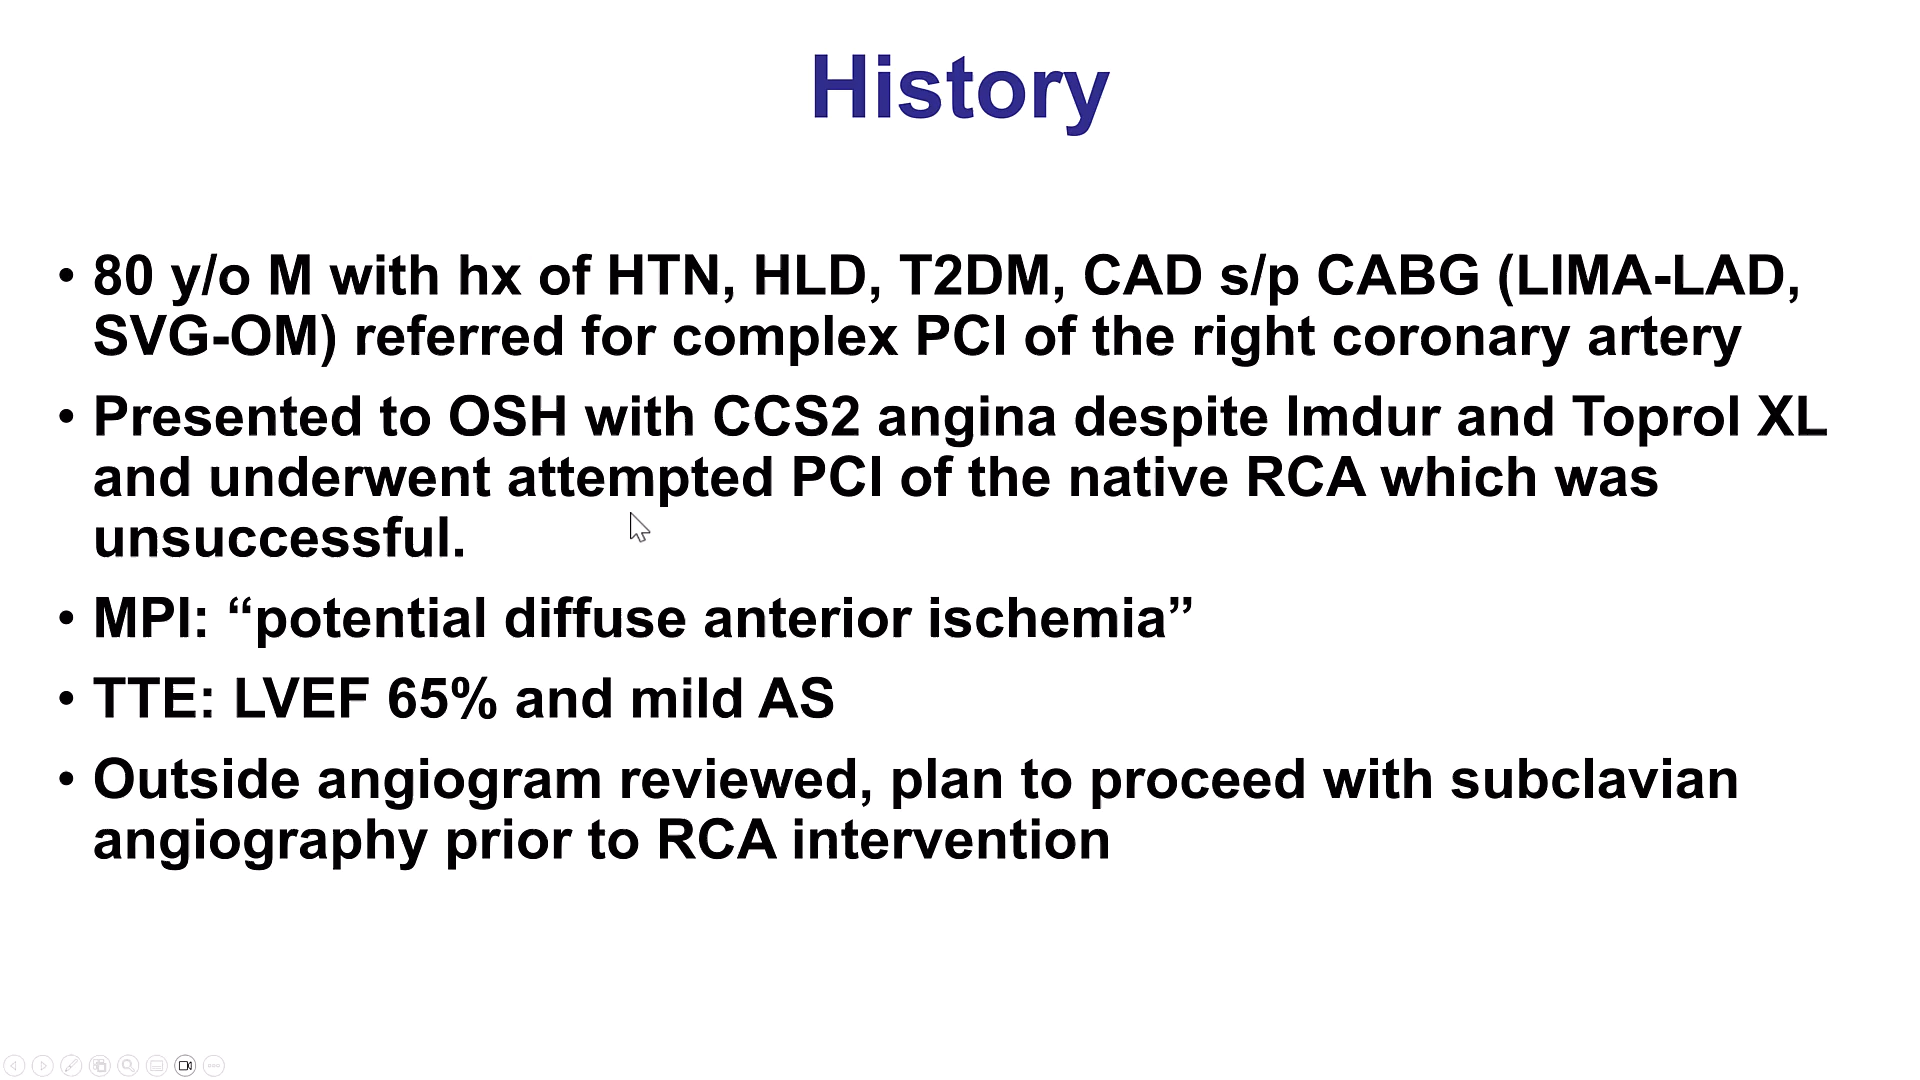 History
• 80 y/o M with hx of HTN, HLD, T2DM, CAD s/p CABG (LIMA-LAD,
SVG-OM) referred for complex PCI of the right coronary artery
• Presented to OSH with CCS2 angina despite Imdur and Toprol XL
and underwent attempted PCI of the native RCA which was
unsuccessful.
• MPI: “potential diffuse anterior ischemia”
• TTE: LVEF 65% and mild AS
• Outside angiogram reviewed, plan to proceed with subclavian
angiography prior to RCA intervention